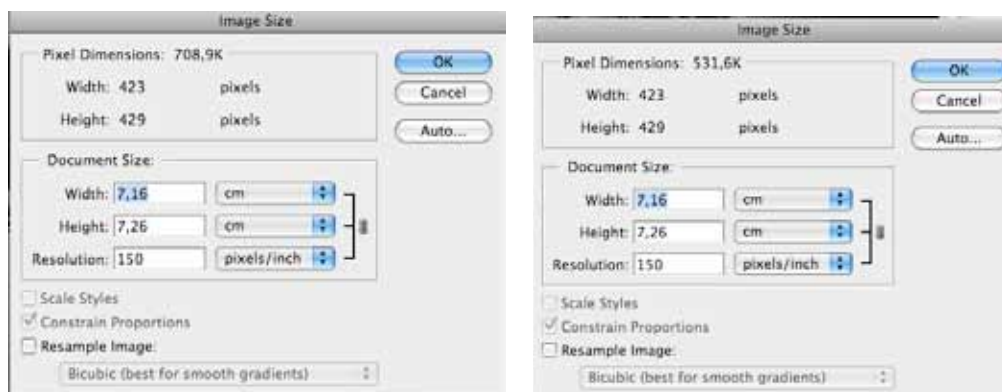 Image Size
Pixel Dimensions: 708,9K
Width: 423 pixels
Height: 429 pixels
OK
Cancel
Auto...
Document Size:
Width: 7,16 cm
Height: 7,26 cm
Resolution: 150 pixels/inch
Scale Styles
Constrain Proportions
Resample Image:
Bicubic (best for smooth gradients)
Image Size
Pixel Dimensions: 531,6K
Width: 423 pixels
Height: 429 pixels
OK
Cancel
Auto...
Document Size:
Width: 7,16 cm
Height: 7,26 cm
Resolution: 150 pixels/inch
Scale Styles
Constrain Proportions
Resample Image:
Bicubic (best for smooth gradients)